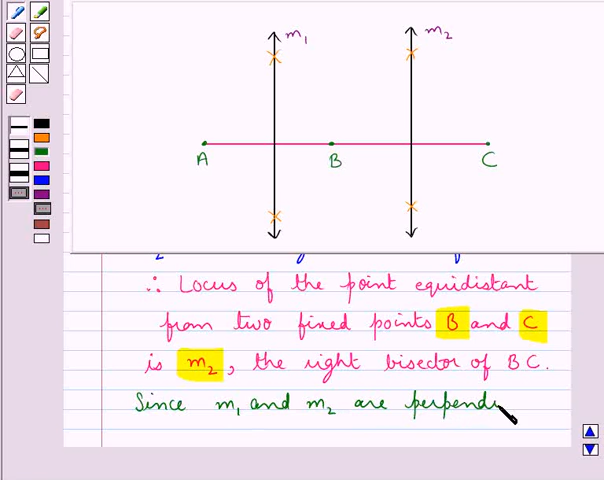 m₁
m₂
A
B
C
∴ Locus of the point equidistant
from two fixed points B and C
is m₂, the right bisector of BC.
Since m₁ and m₂ are perpend